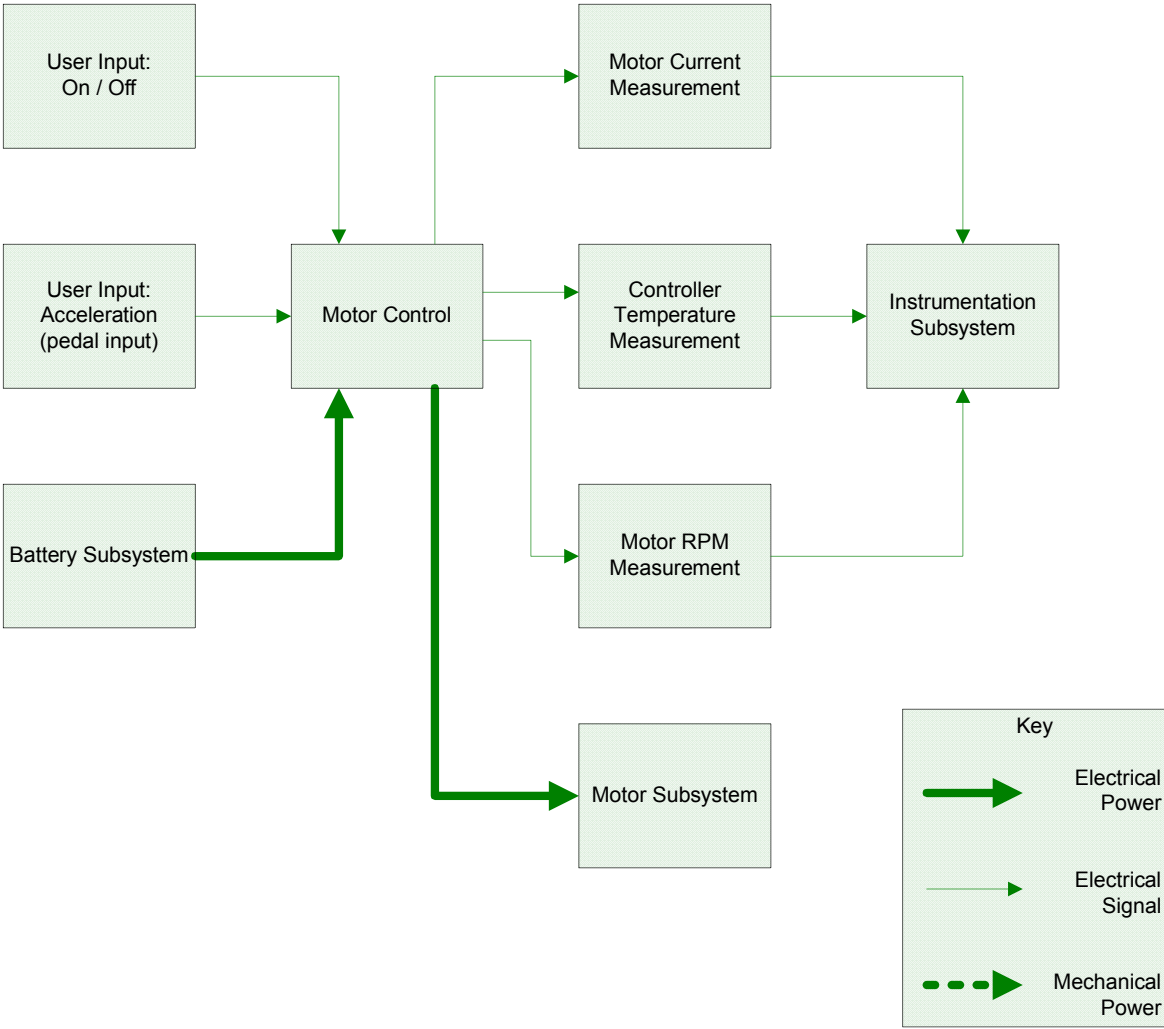 User Input:
On / Off
Motor Current
Measurement
User Input:
Acceleration
(pedal input)
Motor Control
Controller
Temperature
Measurement
Instrumentation
Subsystem
Battery Subsystem
Motor RPM
Measurement
Motor Subsystem
Key
Electrical
Power
Electrical
Signal
Mechanical
Power